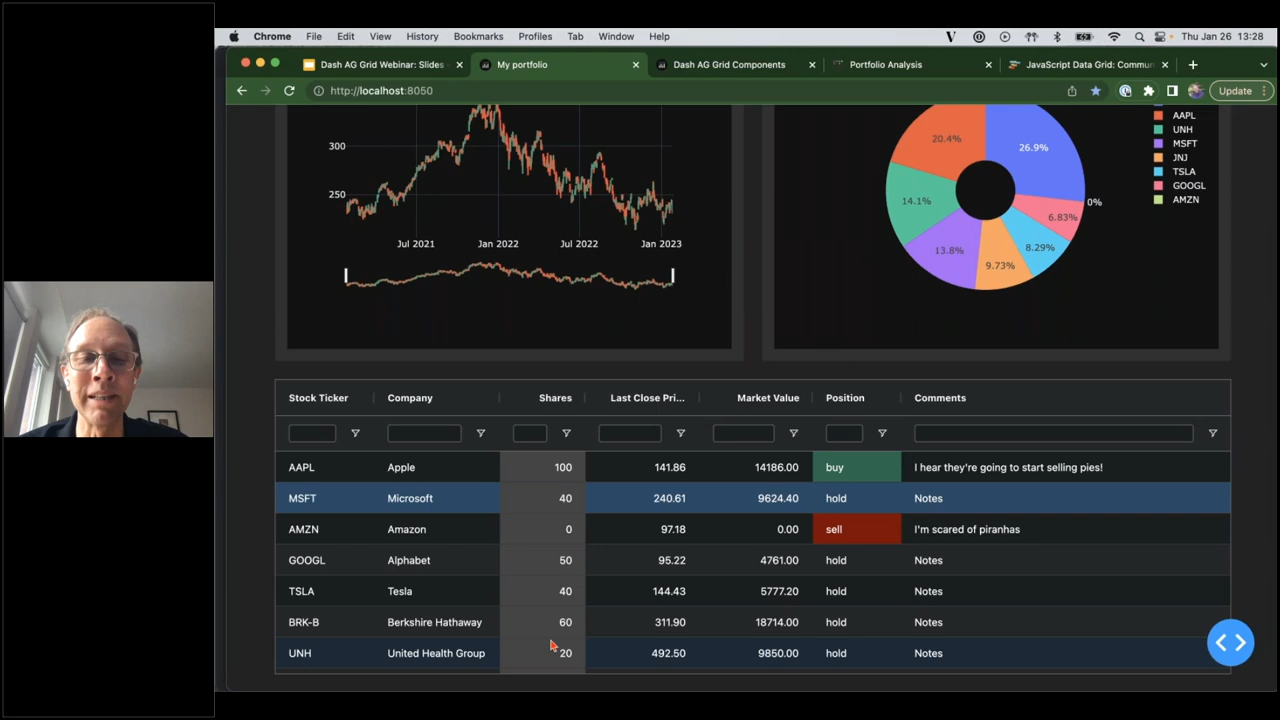 Chrome File Edit View History Bookmarks Profiles Tab Window Help V Thu Jan 26 13:28
Dash AG Grid Webinar: Slides My portfolio Dash AG Grid Components Portfolio Analysis JavaScript Data Grid: Commun
http://localhost:8050 Update
300
250
Jul 2021 Jan 2022 Jul 2022 Jan 2023
20.4%
26.9%
14.1%
13.8%
9.73%
8.29%
6.83%
0%
AAPL
UNH
MSFT
JNJ
TSLA
GOOGL
AMZN
Stock Ticker Company Shares Last Close Pri... Market Value Position Comments
AAPL Apple 100 141.86 14186.00 buy I hear they're going to start selling pies!
MSFT Microsoft 40 240.61 9624.40 hold Notes
AMZN Amazon 0 97.18 0.00 sell I'm scared of piranhas
GOOGL Alphabet 50 95.22 4761.00 hold Notes
TSLA Tesla 40 144.43 5777.20 hold Notes
BRK-B Berkshire Hathaway 60 311.90 18714.00 hold Notes
UNH United Health Group 20 492.50 9850.00 hold Notes